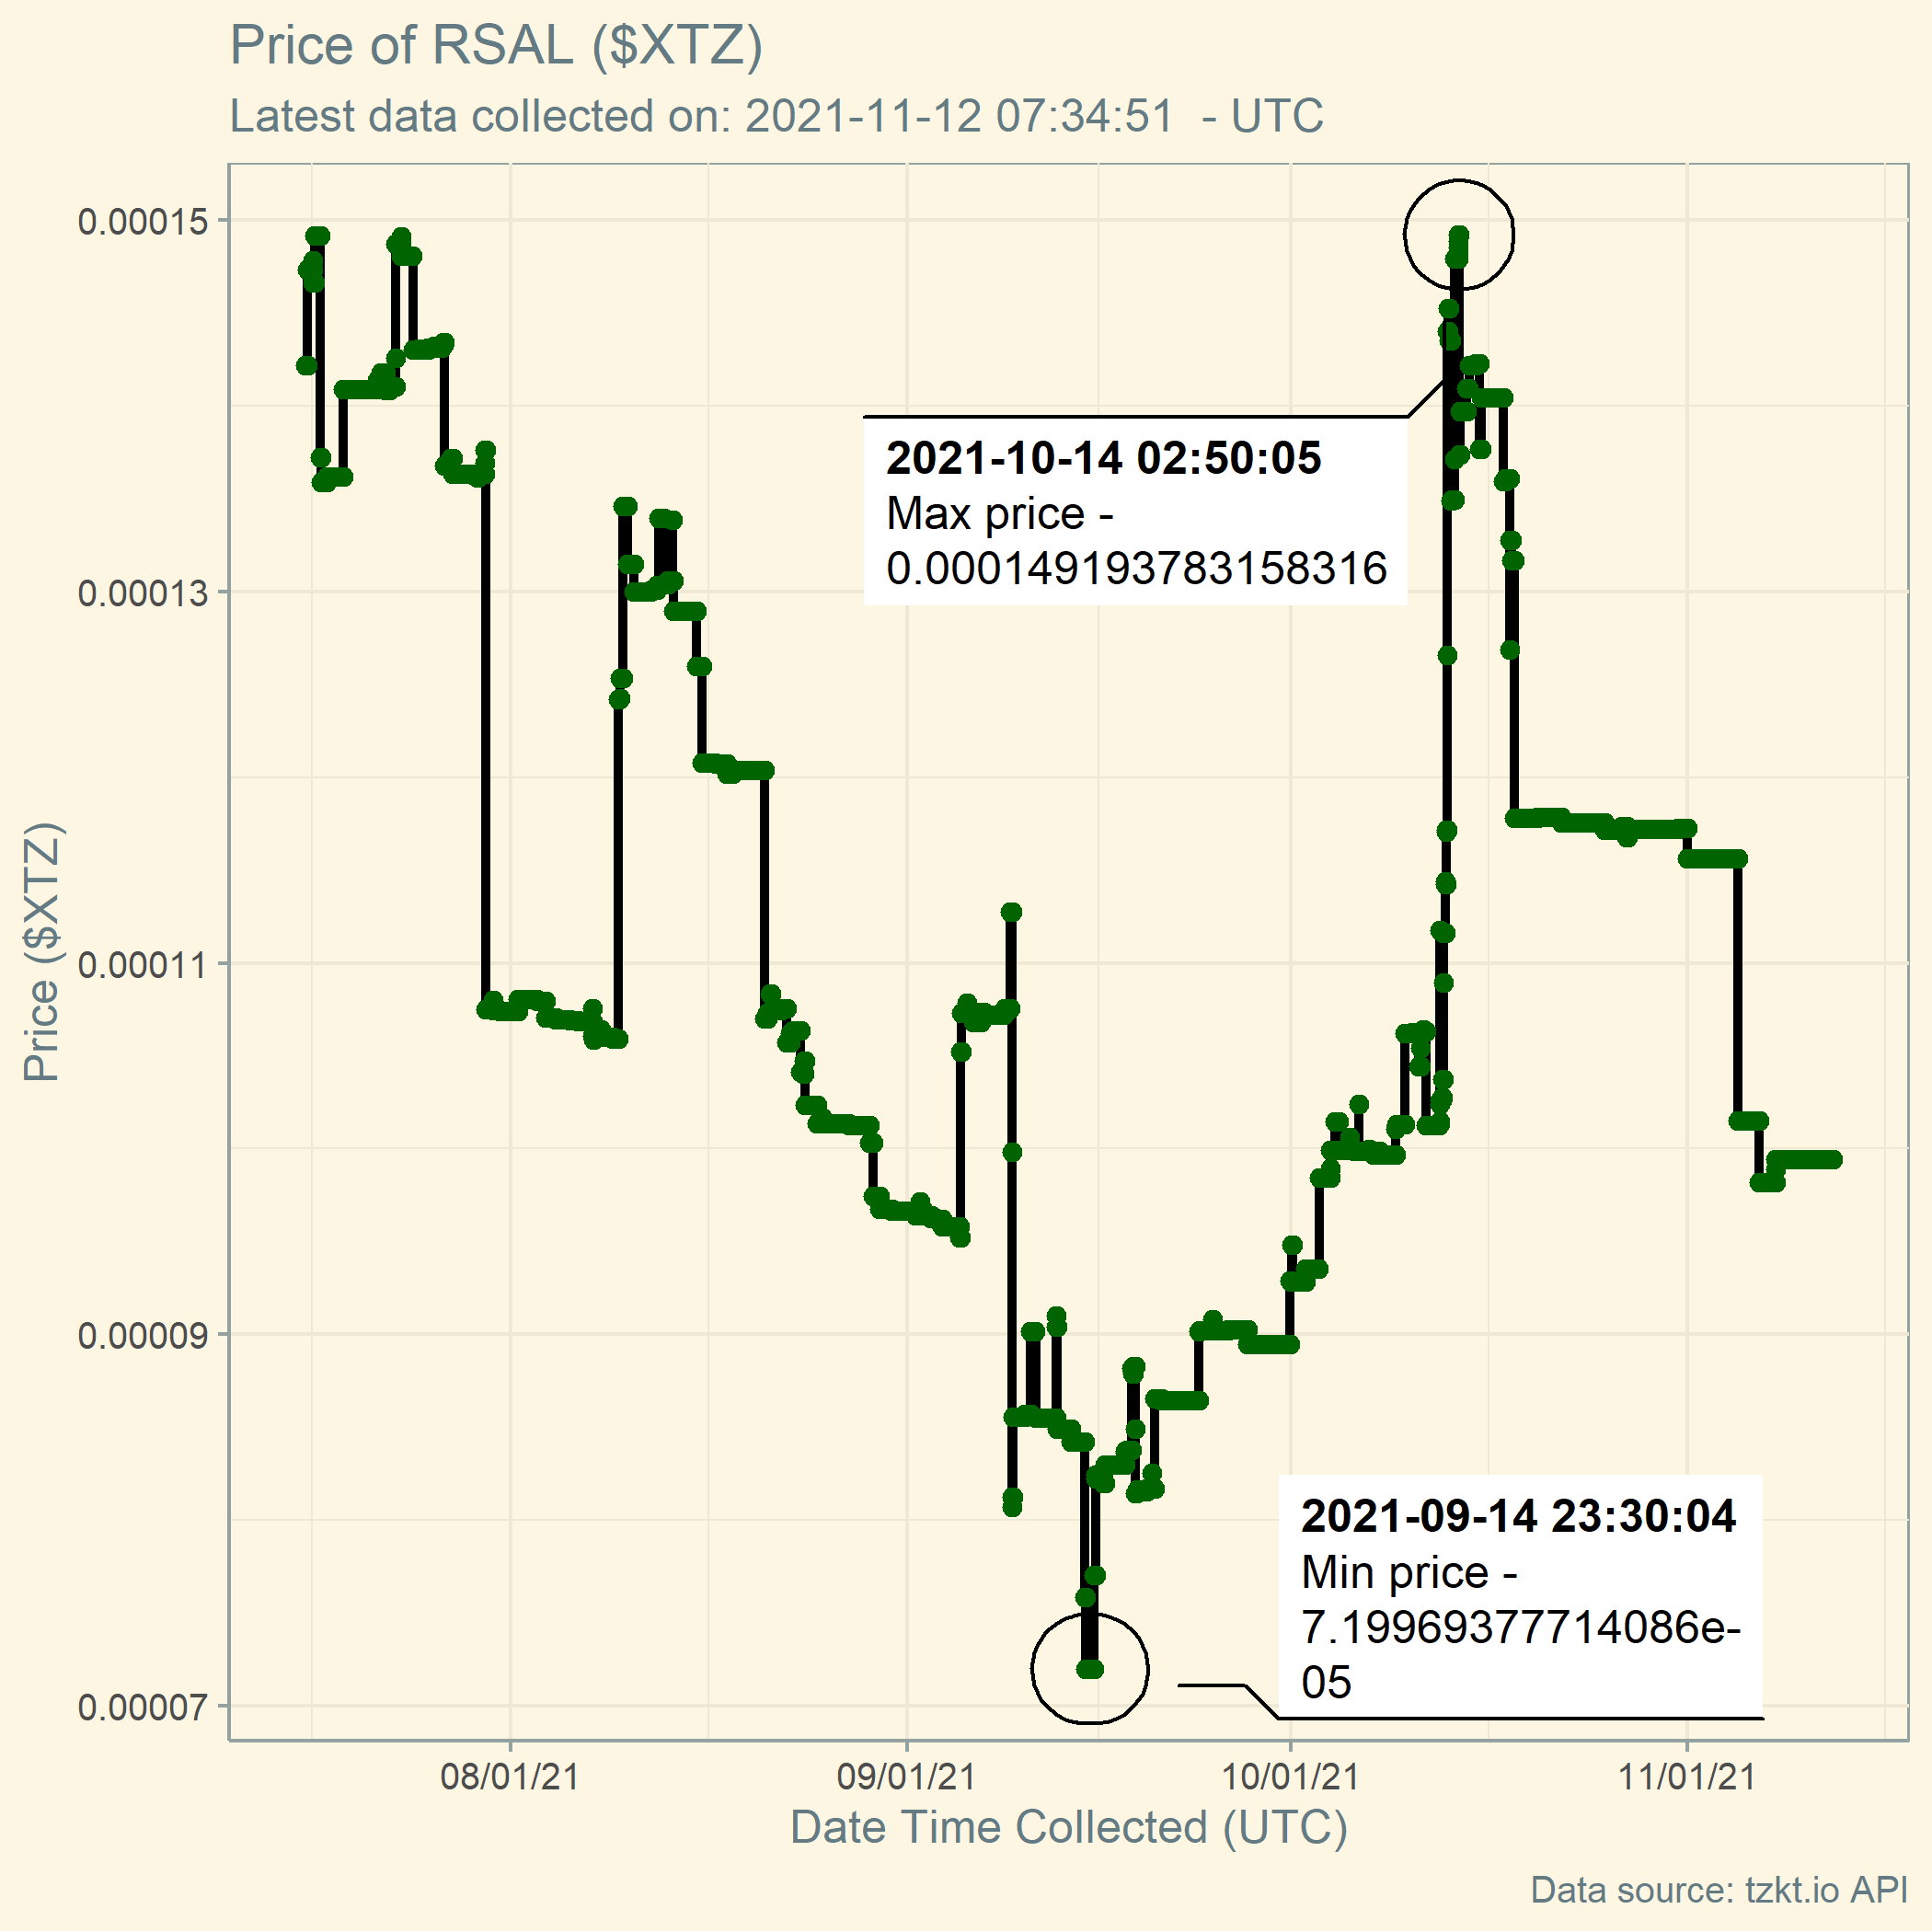 Price of RSAL ($XTZ)
Latest data collected on: 2021-11-12 07:34:51  - UTC
0.00015
0.00013
0.00011
0.00009
0.00007
Price ($XTZ)
2021-10-14 02:50:05
Max price -
0.000149193783158316
2021-09-14 23:30:04
Min price -
7.19969377714086e-
05
08/01/21
09/01/21
10/01/21
11/01/21
Date Time Collected (UTC)
Data source: tzkt.io API